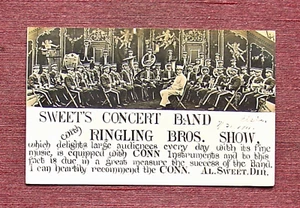 SWEET'S CONCERT BAND
CONN RINGLING BROS. SHOW,
which delights large audiences every day with its fine
music, is equipped with CONN Instruments and to this
fact is due in a great measure the success of the Band.
I can heartily recommend the CONN. AL. SWEET. DIR.